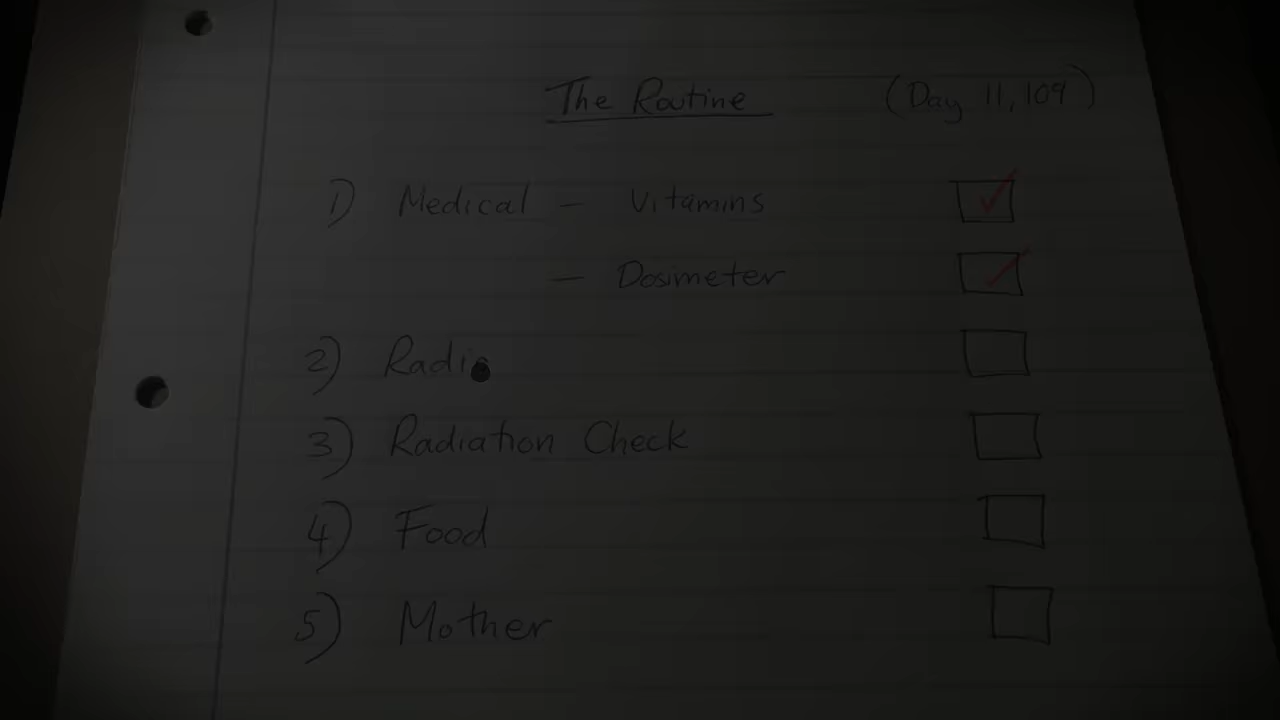 The Routine (Day 11,109)
1) Medical - Vitamins
- Dosimeter
2) Radio
3) Radiation Check
4) Food
5) Mother